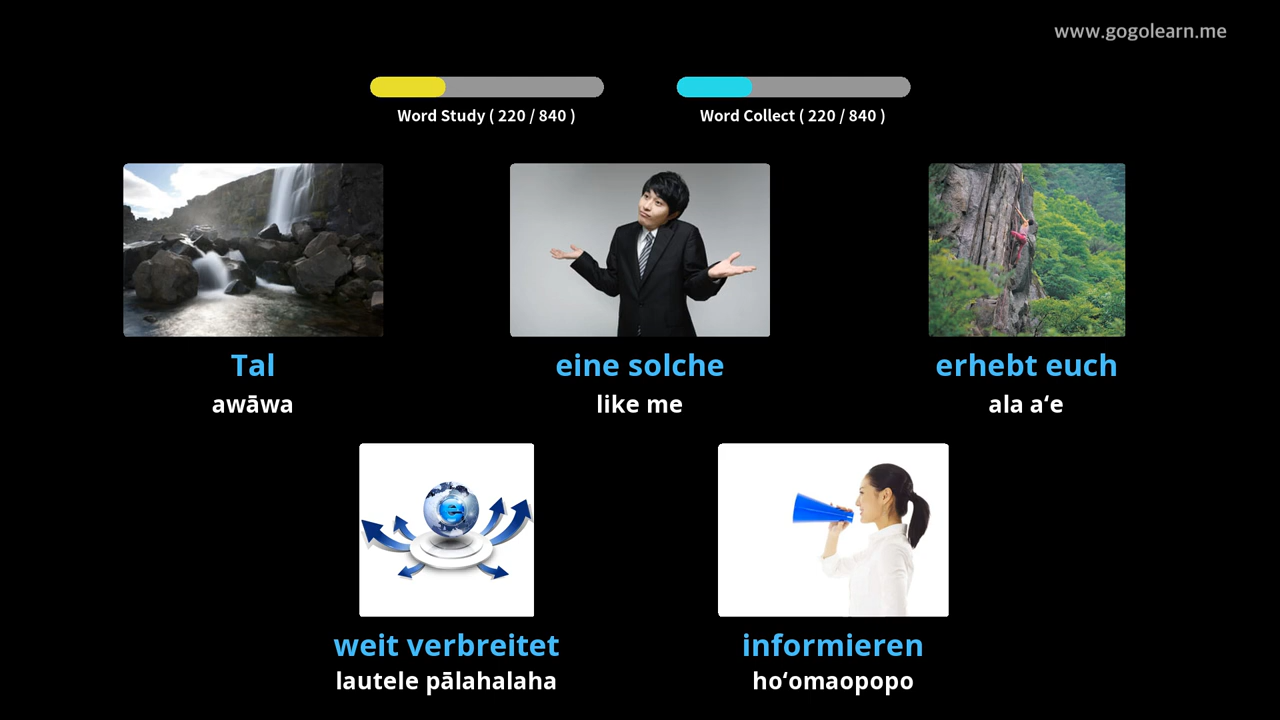 www.gogolearn.me
Word Study ( 220 / 840 )
Word Collect ( 220 / 840 )
Tal
awāwa
eine solche
like me
erhebt euch
ala aʻe
e
weit verbreitet
lautele pālahalaha
informieren
hoʻomaopopo